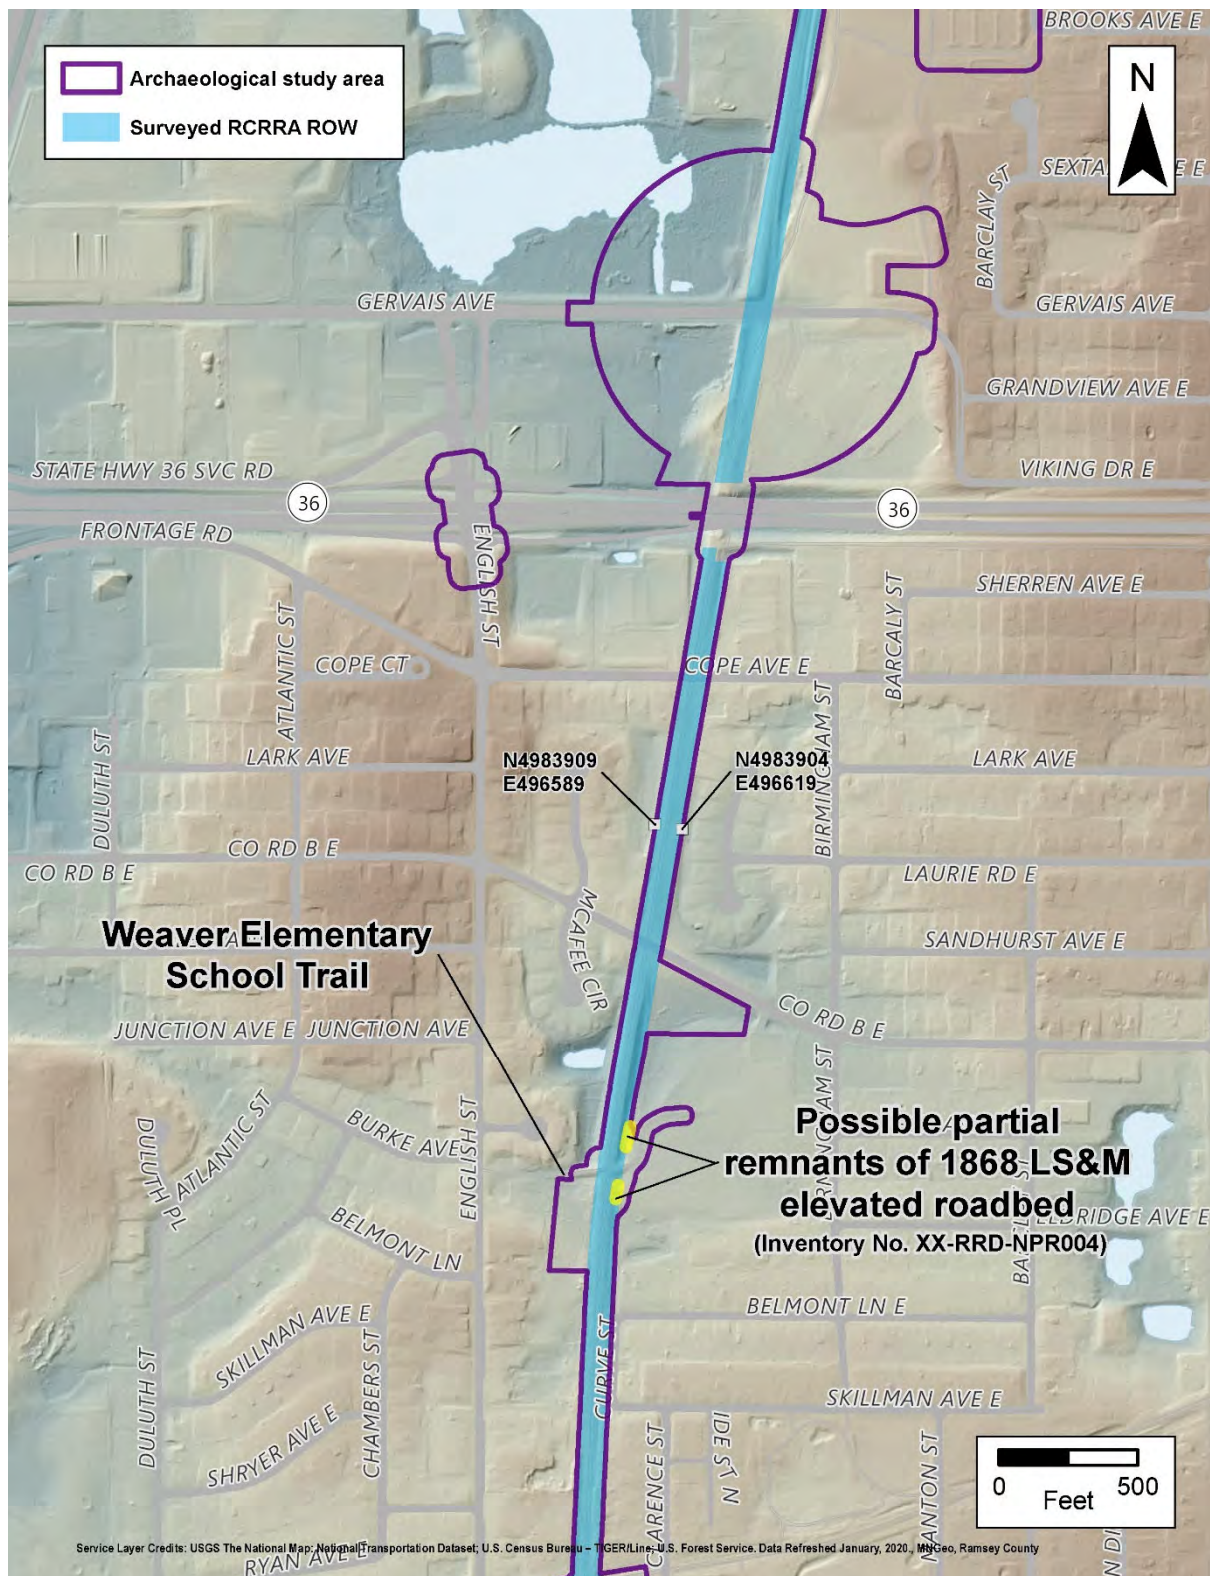 BROOKS AVE E
Archaeological study area
Surveyed RCRRA ROW
N
BARCLAY ST
GERVAIS AVE
GERVAIS AVE
GRANDVIEW AVE E
STATE HWY 36 SVC RD
VIKING DR E
36
36
FRONTAGE RD
ENGLISH ST
SHERREN AVE E
BARCALY ST
ATLANTIC ST
COPE CT
COPE AVE E
DULUTH ST
LARK AVE
N4983909
E496589
N4983904
E496619
BIRMINGHAM ST
LARK AVE
CO RD B E
CO RD B E
LAURIE RD E
MCAFEE CIR
Weaver Elementary
School Trail
SANDHURST AVE E
CO RD B E
JUNCTION AVE E
JUNCTION AVE
ATLANTIC ST
BURKE AVE
ENGLISH ST
DULUTH PL
Possible partial
remnants of 1868 LS&M
elevated roadbed
(Inventory No. XX-RRD-NPR004)
ELDRIDGE AVE E
BELMONT LN
BELMONT LN E
SKILLMAN AVE E
CHAMBERS ST
CURVE ST
SKILLMAN AVE E
DULUTH ST
SHRYER AVE E
CLARENCE ST
ST N
0 500
Feet
Service Layer Credits: USGS The National Map: National Transportation Dataset; U.S. Census Bureau – TIGER/Line; U.S. Forest Service. Data Refreshed January, 2020., MNGeo, Ramsey County
RYAN AVE E